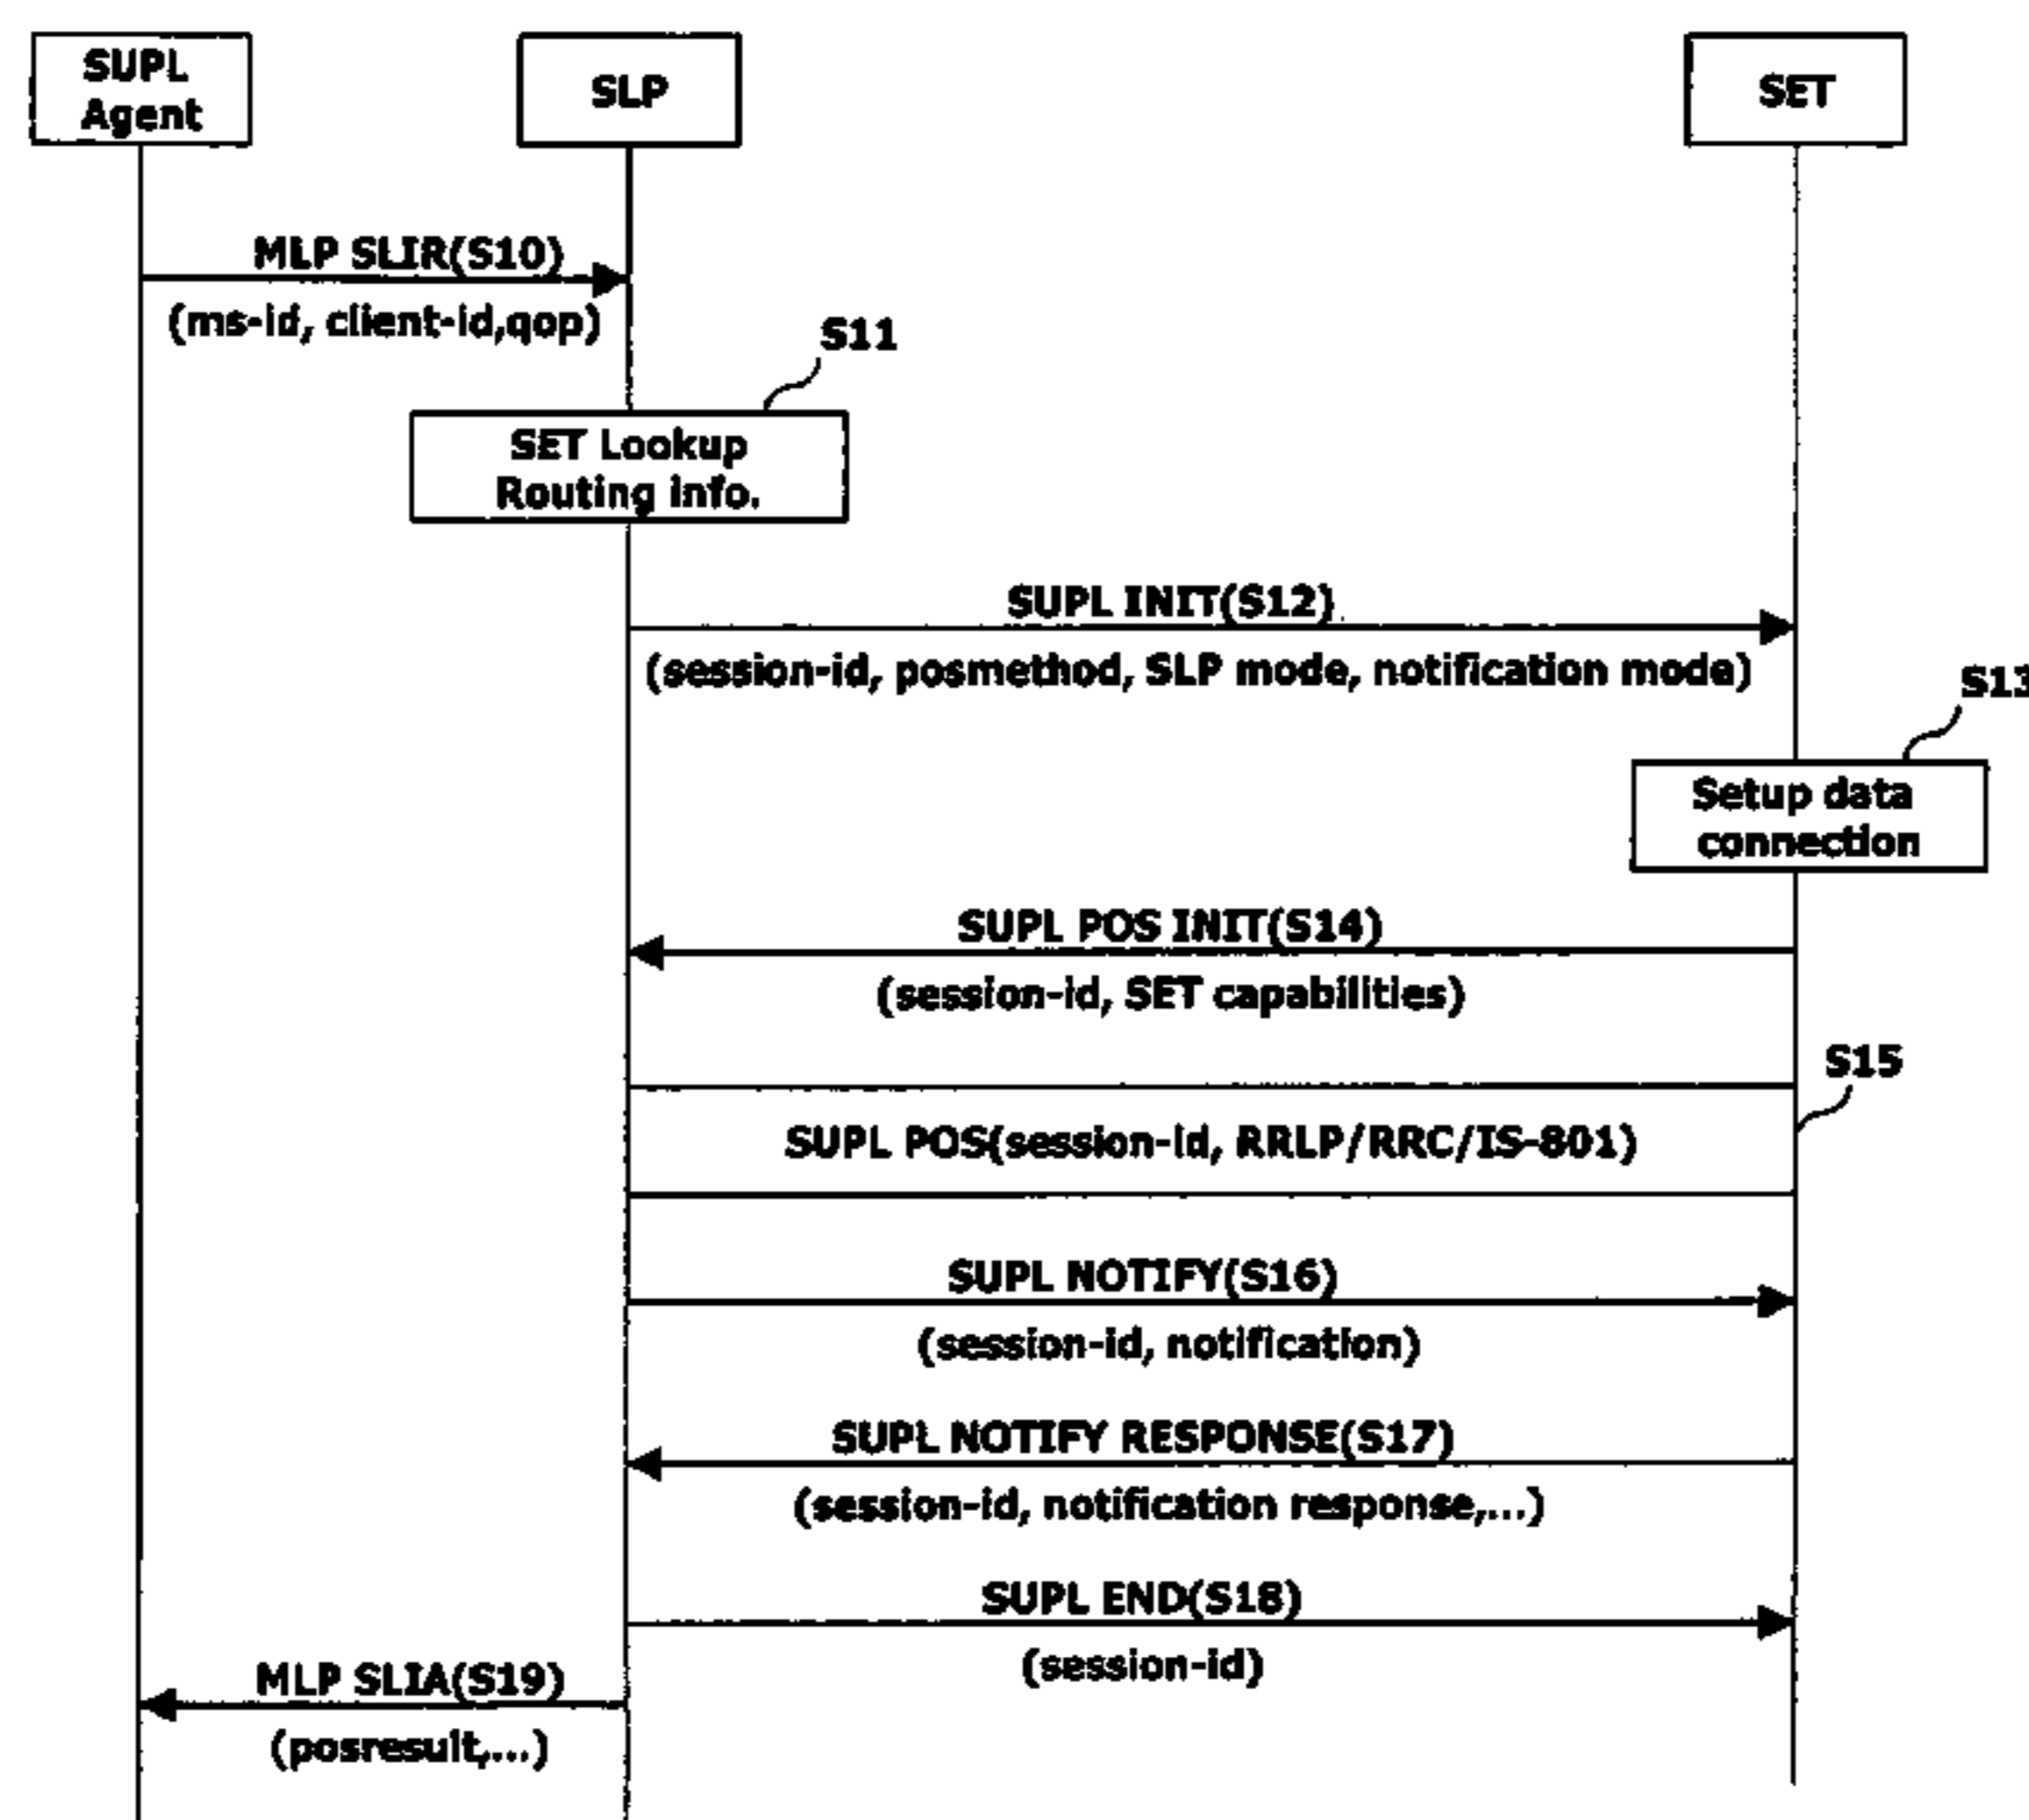 SUPL
Agent
SLP
SET
MLP SLIR(S10)
(ms-id, client-id,qop)
S11
SET Lookup
Routing info.
SUPL INIT(S12)
(session-id, posmethod, SLP mode, notification mode)
S13
Setup data
connection
SUPL POS INIT(S14)
(session-id, SET capabilities)
S15
SUPL POS(session-id, RRLP/RRC/IS-801)
SUPL NOTIFY(S16)
(session-id, notification)
SUPL NOTIFY RESPONSE(S17)
(session-id, notification response,...)
SUPL END(S18)
(session-id)
MLP SLIA(S19)
(posresult,...)